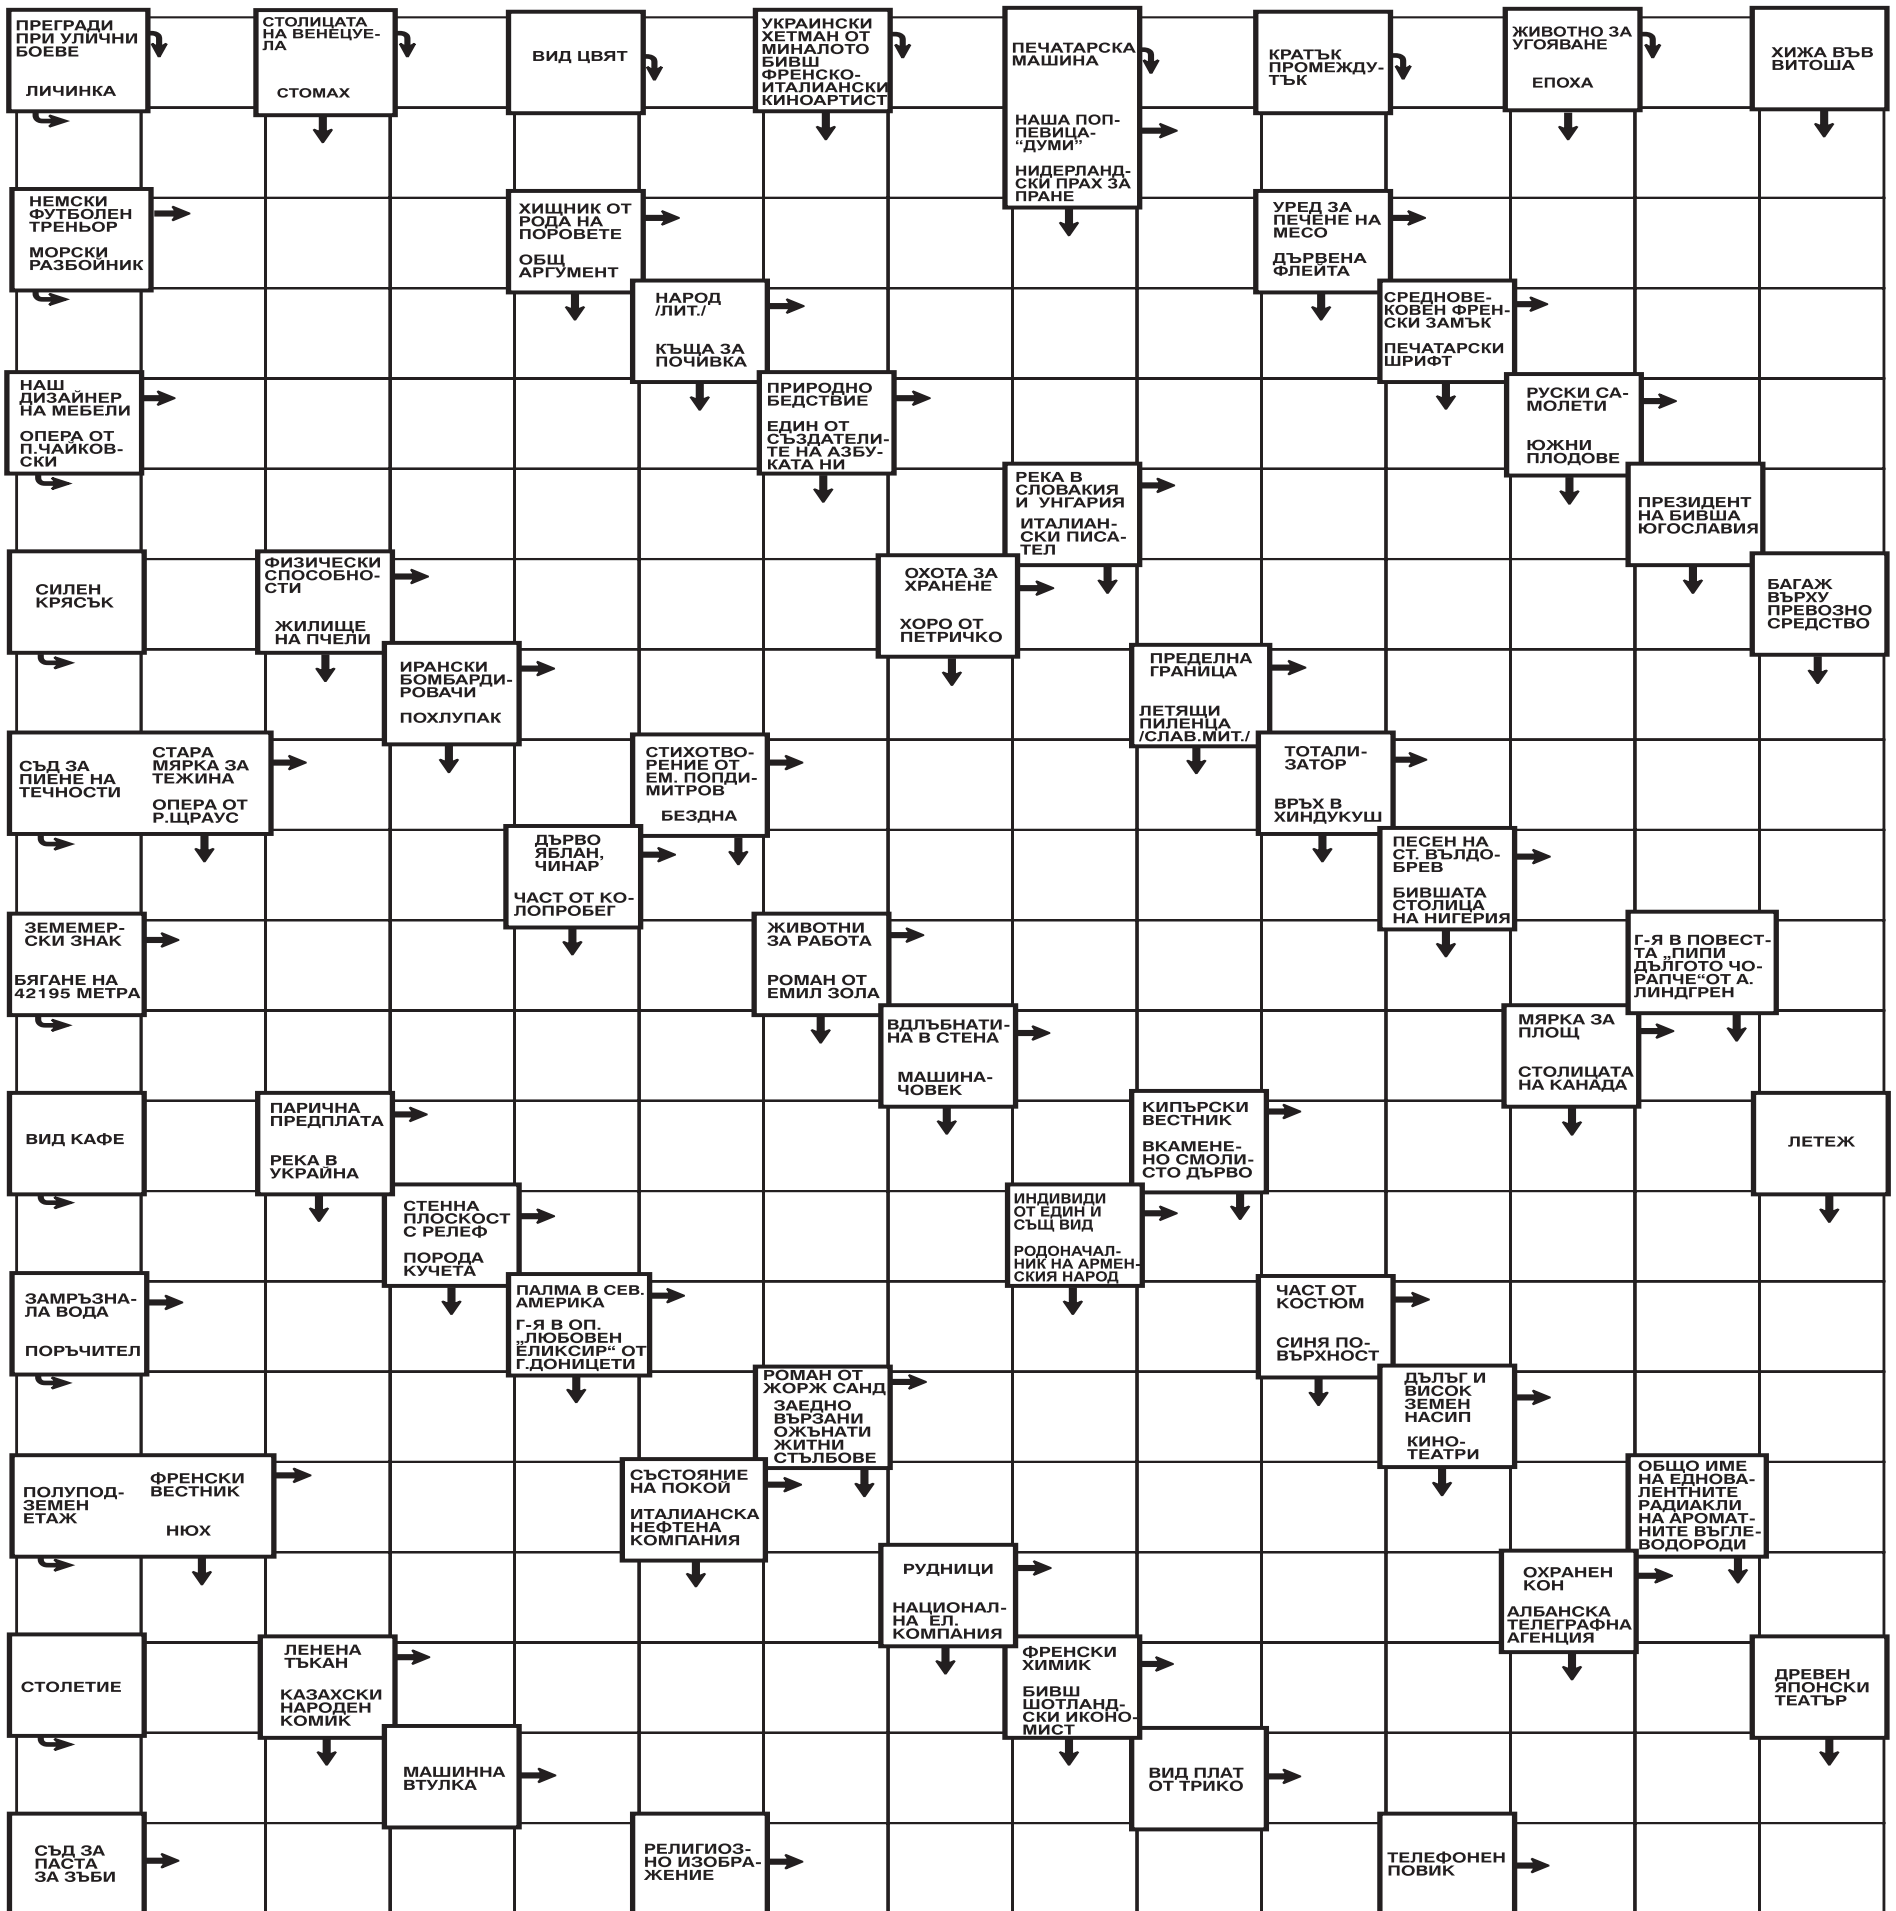 ПРЕГРАДИ
ПРИ УЛИЧНИ
БОЕВЕ
ЛИЧИНКА
СТОЛИЦАТА
НА ВЕНЕЦУЕ-
ЛА
СТОМАХ
ВИД ЦВЯТ
УКРАИНСКИ
ХЕТМАН ОТ
МИНАЛОТО
БИВШ
ФРЕНСКО-
ИТАЛИАНСКИ
КИНОАРТИСТ
ПЕЧАТАРСКА
МАШИНА
НАША ПОП-
ПЕВИЦА-
“ДУМИ”
НИДЕРЛАНД-
СКИ ПРАХ ЗА
ПРАНЕ
КРАТЪК
ПРОМЕЖДУ-
ТЪК
ЖИВОТНО ЗА
УГОЯВАНЕ
ЕПОХА
ХИЖА ВЪВ
ВИТОША
НЕМСКИ
ФУТБОЛЕН
ТРЕНЬОР
МОРСКИ
РАЗБОЙНИК
ХИЩНИК ОТ
РОДА НА
ПОРОВЕТЕ
ОБЩ
АРГУМЕНТ
УРЕД ЗА
ПЕЧЕНЕ НА
МЕСО
ДЪРВЕНА
ФЛЕЙТА
НАРОД
/ЛИТ./
КЪЩА ЗА
ПОЧИВКА
СРЕДНОВЕ-
КОВЕН ФРЕН-
СКИ ЗАМЪК
ПЕЧАТАРСКИ
ШРИФТ
НАШ
ДИЗАЙНЕР
НА МЕБЕЛИ
ОПЕРА ОТ
П.ЧАЙКОВ-
СКИ
ПРИРОДНО
БЕДСТВИЕ
ЕДИН ОТ
СЪЗДАТЕЛИ-
ТЕ НА АЗБУ-
КАТА НИ
РУСКИ СА-
МОЛЕТИ
ЮЖНИ
ПЛОДОВЕ
РЕКА В
СЛОВАКИЯ
И УНГАРИЯ
ИТАЛИАН-
СКИ ПИСА-
ТЕЛ
ПРЕЗИДЕНТ
НА БИВША
ЮГОСЛАВИЯ
СИЛЕН
КРЯСЪК
ФИЗИЧЕСКИ
СПОСОБНО-
СТИ
ЖИЛИЩЕ
НА ПЧЕЛИ
ОХОТА ЗА
ХРАНЕНЕ
ХОРО ОТ
ПЕТРИЧКО
БАГАЖ
ВЪРХУ
ПРЕВОЗНО
СРЕДСТВО
ИРАНСКИ
БОМБАРДИ-
РОВАЧИ
ПОХЛУПАК
ПРЕДЕЛНА
ГРАНИЦА
ЛЕТЯЩИ
ПИЛЕНЦА
/СЛАВ.МИТ./
СЪД ЗА
ПИЕНЕ НА
ТЕЧНОСТИ
СТАРА
МЯРКА ЗА
ТЕЖИНА
ОПЕРА ОТ
Р.ЩРАУС
СТИХОТВО-
РЕНИЕ ОТ
ЕМ. ПОПДИ-
МИТРОВ
БЕЗДНА
ТОТАЛИ-
ЗАТОР
ВРЪХ В
ХИНДУКУШ
ДЪРВО
ЯБЛАН,
ЧИНАР
ЧАСТ ОТ КО-
ЛОПРОБЕГ
ПЕСЕН НА
СТ. ВЪЛДО-
БРЕВ
БИВШАТА
СТОЛИЦА
НА НИГЕРИЯ
ЗЕМЕМЕР-
СКИ ЗНАК
БЯГАНЕ НА
42195 МЕТРА
ЖИВОТНИ
ЗА РАБОТА
РОМАН ОТ
ЕМИЛ ЗОЛА
Г-Я В ПОВЕСТ-
ТА „ПИПИ
ДЪЛГОТО ЧО-
РАПЧЕ“ОТ А.
ЛИНДГРЕН
ВДЛЪБНАТИ-
НА В СТЕНА
МАШИНА-
ЧОВЕК
МЯРКА ЗА
ПЛОЩ
СТОЛИЦАТА
НА КАНАДА
ВИД КАФЕ
ПАРИЧНА
ПРЕДПЛАТА
РЕКА В
УКРАЙНА
КИПЪРСКИ
ВЕСТНИК
ВКАМЕНЕ-
НО СМОЛИ-
СТО ДЪРВО
ЛЕТЕЖ
СТЕННА
ПЛОСКОСТ
С РЕЛЕФ
ПОРОДА
КУЧЕТА
ИНДИВИДИ
ОТ ЕДИН И
СЪЩ ВИД
РОДОНАЧАЛ-
НИК НА АРМЕН-
СКИЯ НАРОД
ЗАМРЪЗНА-
ЛА ВОДА
ПОРЪЧИТЕЛ
ПАЛМА В СЕВ.
АМЕРИКА
Г-Я В ОП.
„ЛЮБОВЕН
ЕЛИКСИР“ ОТ
Г.ДОНИЦЕТИ
ЧАСТ ОТ
КОСТЮМ
СИНЯ ПО-
ВЪРХНОСТ
РОМАН ОТ
ЖОРЖ САНД
ЗАЕДНО
ВЪРЗАНИ
ОЖЪНАТИ
ЖИТНИ
СТЪЛБОВЕ
ДЪЛЪГ И
ВИСОК
ЗЕМЕН
НАСИП
КИНО-
ТЕАТРИ
ПОЛУПОД-
ЗЕМЕН
ЕТАЖ
ФРЕНСКИ
ВЕСТНИК
НЮХ
СЪСТОЯНИЕ
НА ПОКОЙ
ИТАЛИАНСКА
НЕФТЕНА
КОМПАНИЯ
ОБЩО ИМЕ
НА ЕДНОВА-
ЛЕНТНИТЕ
РАДИАКЛИ
НА АРОМАТ-
НИТЕ ВЪГЛЕ-
ВОДОРОДИ
РУДНИЦИ
НАЦИОНАЛ-
НА ЕЛ.
КОМПАНИЯ
ОХРАНЕН
КОН
АЛБАНСКА
ТЕЛЕГРАФНА
АГЕНЦИЯ
СТОЛЕТИЕ
ЛЕНЕНА
ТЪКАН
КАЗАХСКИ
НАРОДЕН
КОМИК
ФРЕНСКИ
ХИМИК
БИВШ
ШОТЛАНД-
СКИ ИКОНО-
МИСТ
ДРЕВЕН
ЯПОНСКИ
ТЕАТЪР
МАШИННА
ВТУЛКА
ВИД ПЛАТ
ОТ ТРИКО
СЪД ЗА
ПАСТА
ЗА ЗЪБИ
РЕЛИГИОЗ-
НО ИЗОБРА-
ЖЕНИЕ
ТЕЛЕФОНЕН
ПОВИК